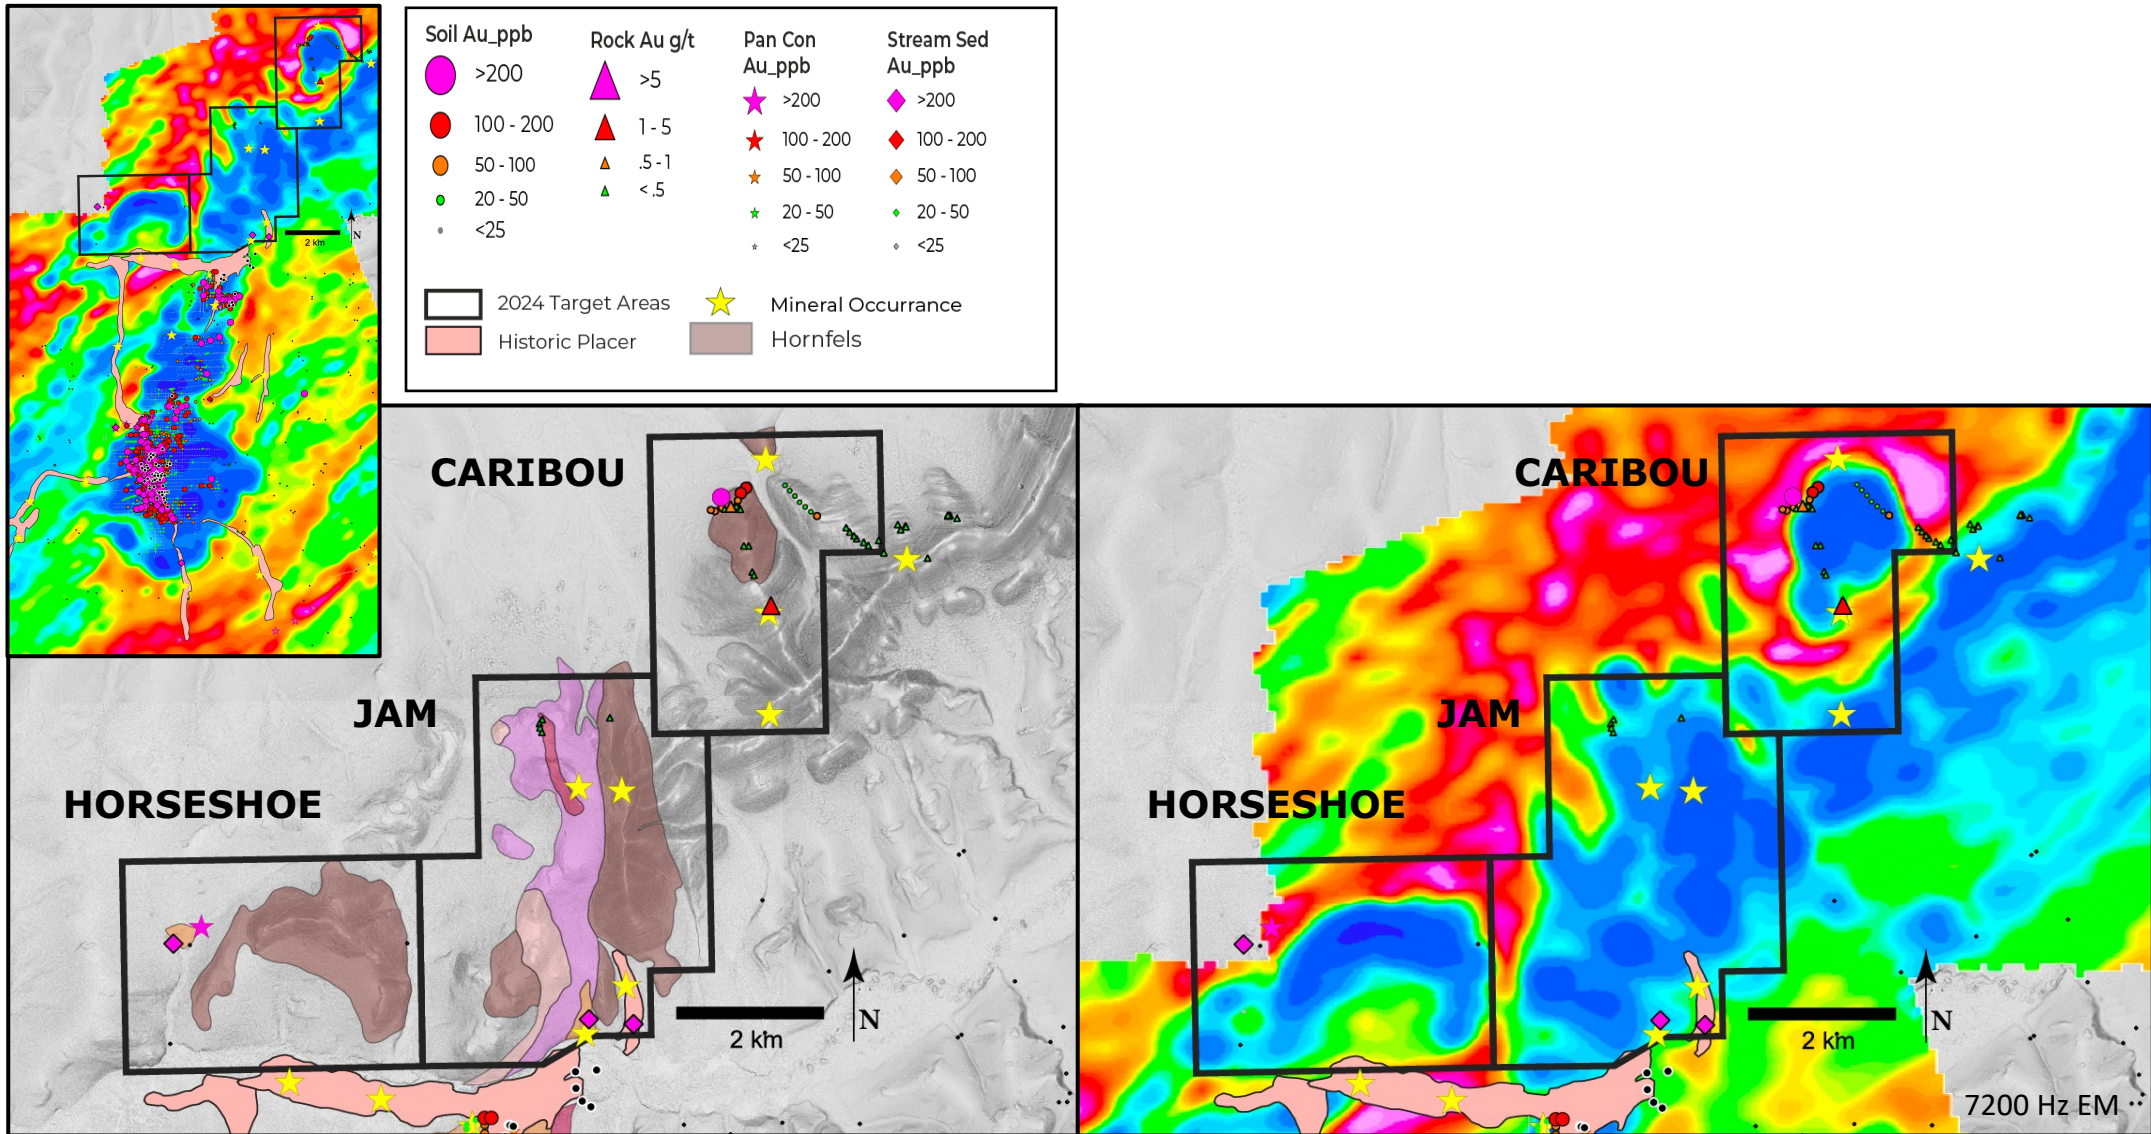 Soil Au_ppb
>200
100 - 200
50 - 100
20 - 50
<25
Rock Au g/t
>5
1 - 5
.5 - 1
< .5
Pan Con
Au_ppb
>200
100 - 200
50 - 100
20 - 50
<25
Stream Sed
Au_ppb
>200
100 - 200
50 - 100
20 - 50
<25
2024 Target Areas
Mineral Occurrance
Historic Placer
Hornfels
2 km
N
CARIBOU
JAM
HORSESHOE
2 km
N
CARIBOU
JAM
HORSESHOE
2 km
N
7200 Hz EM